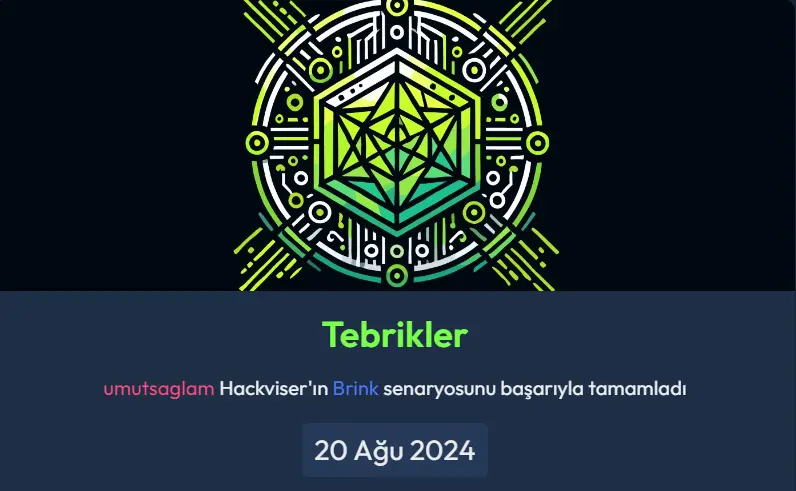 Tebrikler
umutsaglam Hackviser'ın Brink senaryosunu başarıyla tamamladı
20 Ağu 2024